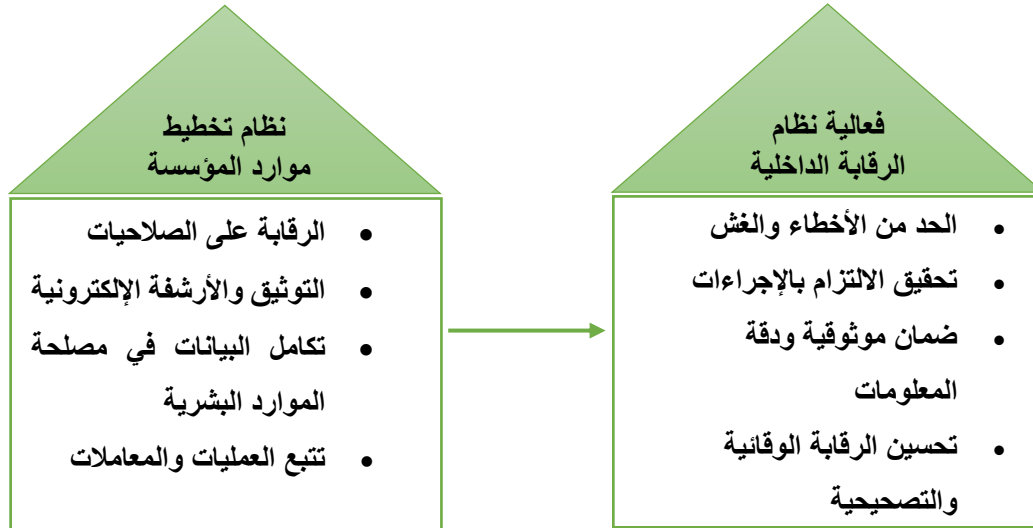 نظام تخطيط
موارد المؤسسة
• الرقابة على الصلاحيات
• التوثيق والأرشفة الإلكترونية
• تكامل البيانات في مصلحة
الموارد البشرية
• تتبع العمليات والمعاملات
فعالية نظام
الرقابة الداخلية
• الحد من الأخطاء والغش
• تحقيق الالتزام بالإجراءات
• ضمان موثوقية ودقة
المعلومات
• تحسين الرقابة الوقائية
والتصحيحية